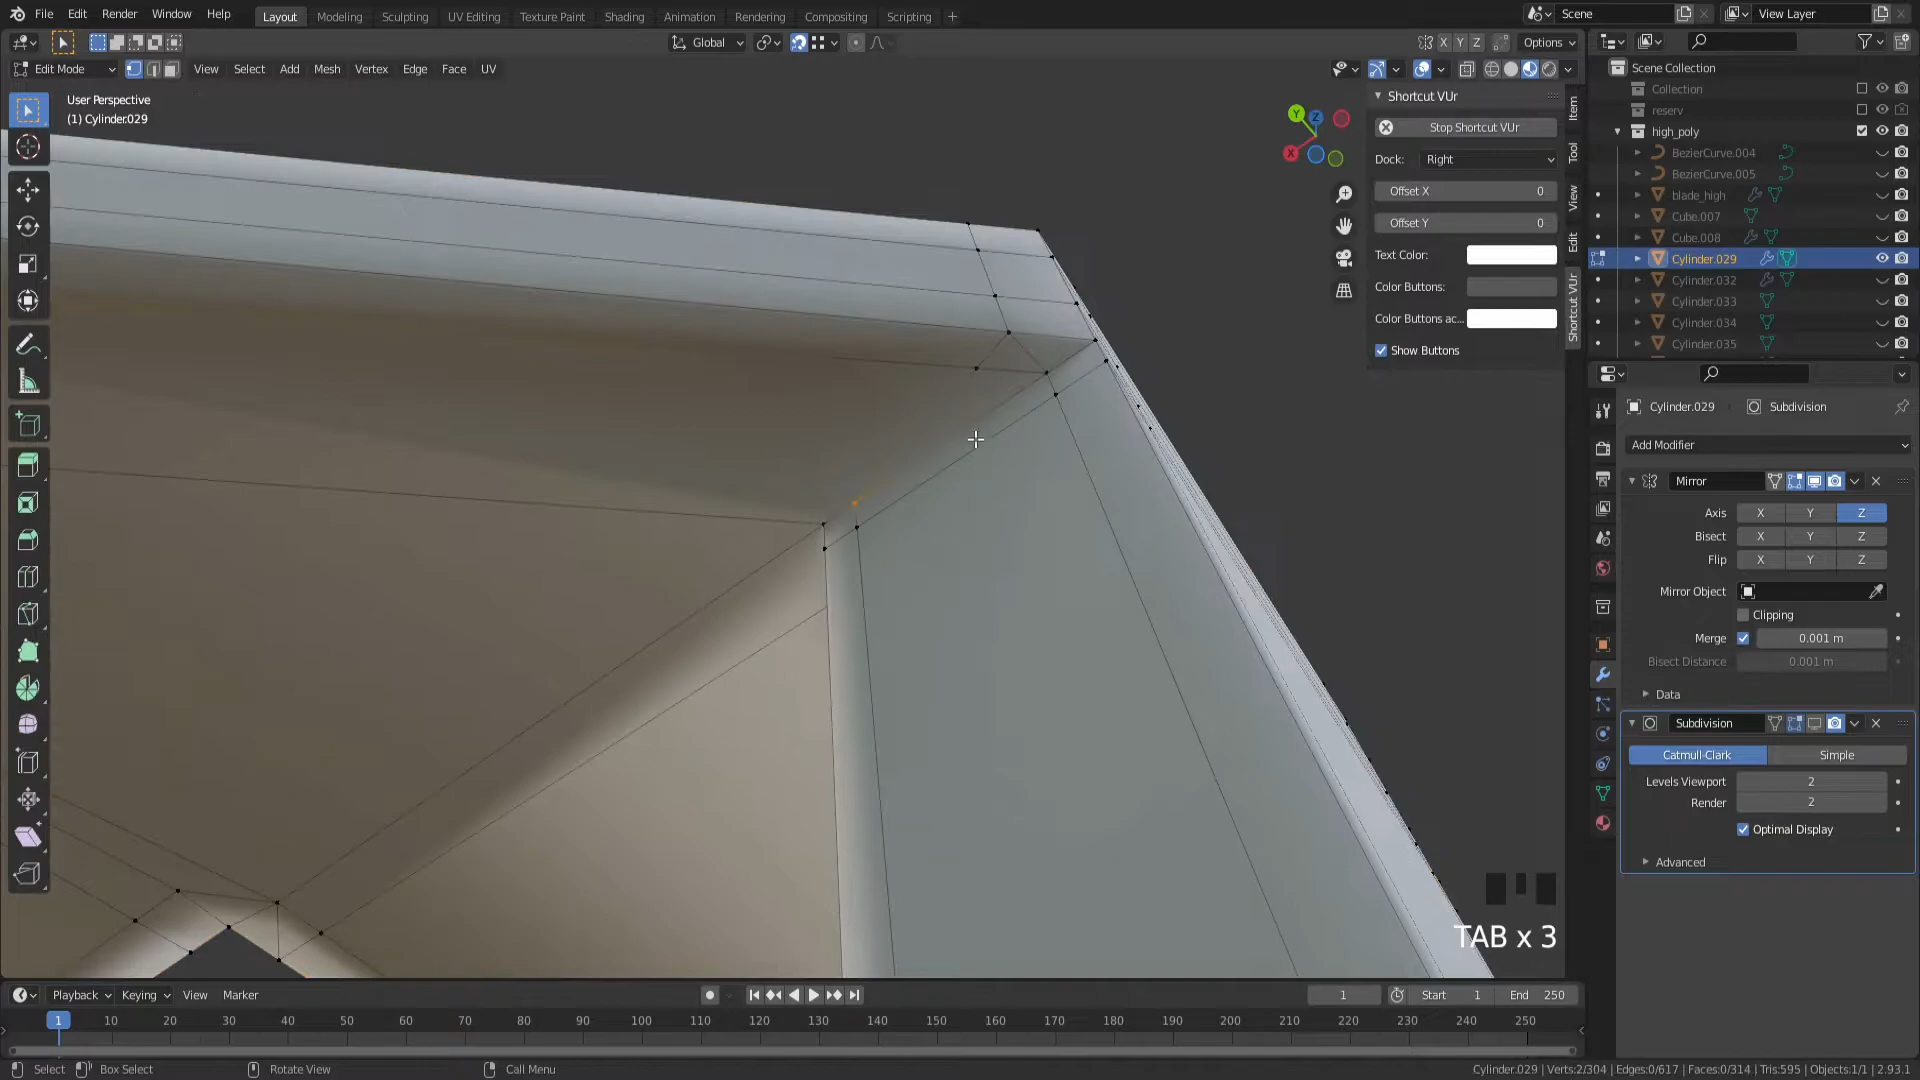 File Edit Render Window Help Layout Modeling Sculpting UV Editing Texture Paint Shading Animation Rendering Compositing Scripting + Scene View Layer
Global X Y Z Options
Edit Mode View Select Add Mesh Vertex Edge Face UV
User Perspective
(1) Cylinder.029
Y Z X
Shortcut VUr
Stop Shortcut VUr
Dock: Right
Offset X 0
Offset Y 0
Text Color:
Color Buttons:
Color Buttons ac...
Show Buttons
Item
Tool
View
Edit
Shortcut VUr
Scene Collection
Collection
reserv
high_poly
BezierCurve.004
BezierCurve.005
blade_high
Cube.007
Cube.008
Cylinder.029
Cylinder.032
Cylinder.033
Cylinder.034
Cylinder.035
Cylinder.029 Subdivision
Add Modifier
Mirror
Axis X Y Z
Bisect X Y Z
Flip X Y Z
Mirror Object
Clipping
Merge 0.001 m
Bisect Distance 0.001 m
Data
Subdivision
Catmull-Clark Simple
Levels Viewport 2
Render 2
Optimal Display
Advanced
TAB x 3
Playback Keying View Marker 1 Start 1 End 250
1 10 20 30 40 50 60 70 80 90 100 110 120 130 140 150 160 170 180 190 200 210 220 230 240 250
Select Box Select Rotate View Call Menu Cylinder.029 | Verts:2/304 | Edges:0/617 | Faces:0/314 | Tris:595 | Objects:1/1 | 2.93.1